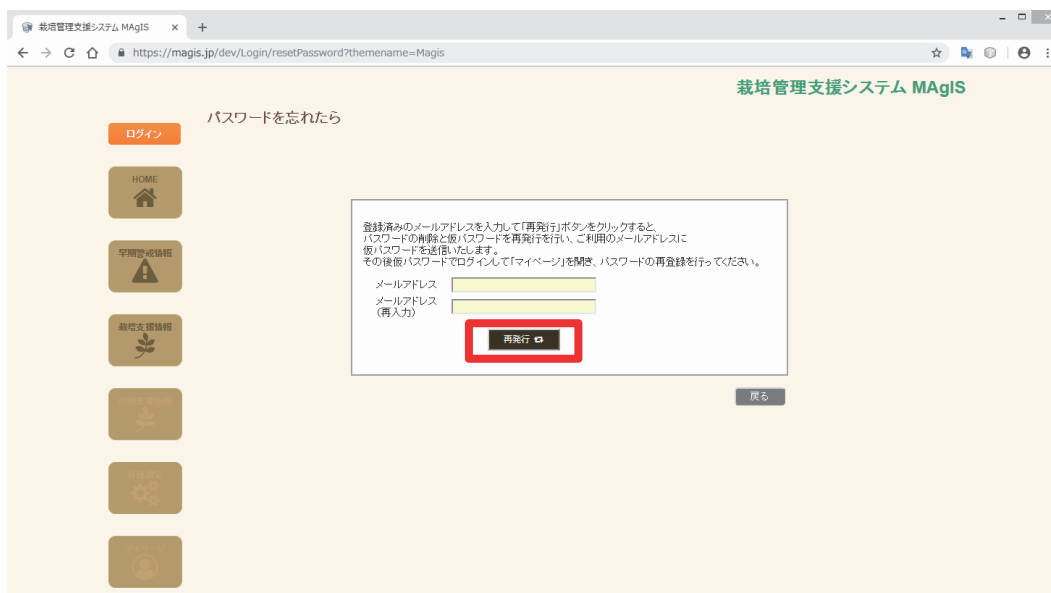 栽培管理支援システム MAgIS
https://magis.jp/dev/Login/resetPassword?themename=Magis
栽培管理支援システム MAgIS
パスワードを忘れたら
ログイン
HOME
早期警戒情報
栽培支援情報
マイページ
登録済みのメールアドレスを入力して「再発行」ボタンをクリックすると、
パスワードの削除と仮パスワードを再発行を行い、ご利用のメールアドレスに
仮パスワードを送信いたします。
その後仮パスワードでログインして「マイページ」を開き、パスワードの再登録を行ってください。
メールアドレス
メールアドレス
(再入力)
再発行
戻る